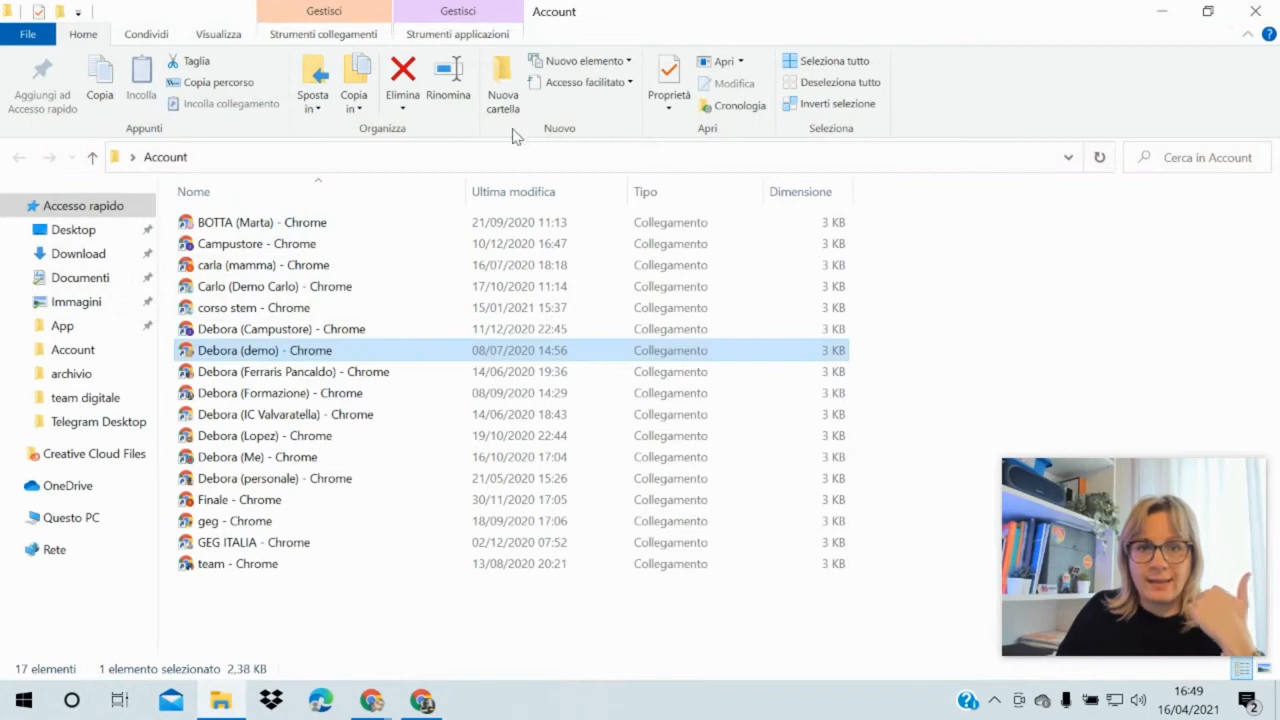 Gestisci
Gestisci
Account
File
Home
Condividi
Visualizza
Strumenti collegamenti
Strumenti applicazioni
Aggiungi ad
Accesso rapido
Copia
Incolla
Taglia
Copia percorso
Incolla collegamento
Appunti
Sposta
in
Copia
in
Elimina
Rinomina
Organizza
Nuova
cartella
Nuovo elemento
Accesso facilitato
Nuovo
Proprietà
Apri
Modifica
Cronologia
Apri
Seleziona tutto
Deseleziona tutto
Inverti selezione
Seleziona
Account
Cerca in Account
Nome
Ultima modifica
Tipo
Dimensione
Accesso rapido
Desktop
Download
Documenti
Immagini
App
Account
archivio
team digitale
Telegram Desktop
Creative Cloud Files
OneDrive
Questo PC
Rete
BOTTA (Marta) - Chrome 21/09/2020 11:13 Collegamento 3 KB
Campustore - Chrome 10/12/2020 16:47 Collegamento 3 KB
carla (mamma) - Chrome 16/07/2020 18:18 Collegamento 3 KB
Carlo (Demo Carlo) - Chrome 17/10/2020 11:14 Collegamento 3 KB
corso stem - Chrome 15/01/2021 15:37 Collegamento 3 KB
Debora (Campustore) - Chrome 11/12/2020 22:45 Collegamento 3 KB
Debora (demo) - Chrome 08/07/2020 14:56 Collegamento 3 KB
Debora (Ferraris Pancaldo) - Chrome 14/06/2020 19:36 Collegamento 3 KB
Debora (Formazione) - Chrome 08/09/2020 14:29 Collegamento 3 KB
Debora (IC Valvaratella) - Chrome 14/06/2020 18:43 Collegamento 3 KB
Debora (Lopez) - Chrome 19/10/2020 22:44 Collegamento 3 KB
Debora (Me) - Chrome 16/10/2020 17:04 Collegamento 3 KB
Debora (personale) - Chrome 21/05/2020 15:26 Collegamento 3 KB
Finale - Chrome 30/11/2020 17:05 Collegamento 3 KB
geg - Chrome 18/09/2020 17:06 Collegamento 3 KB
GEG ITALIA - Chrome 02/12/2020 07:52 Collegamento 3 KB
team - Chrome 13/08/2020 20:21 Collegamento 3 KB
17 elementi 1 elemento selezionato 2,38 KB
16:49
16/04/2021
2